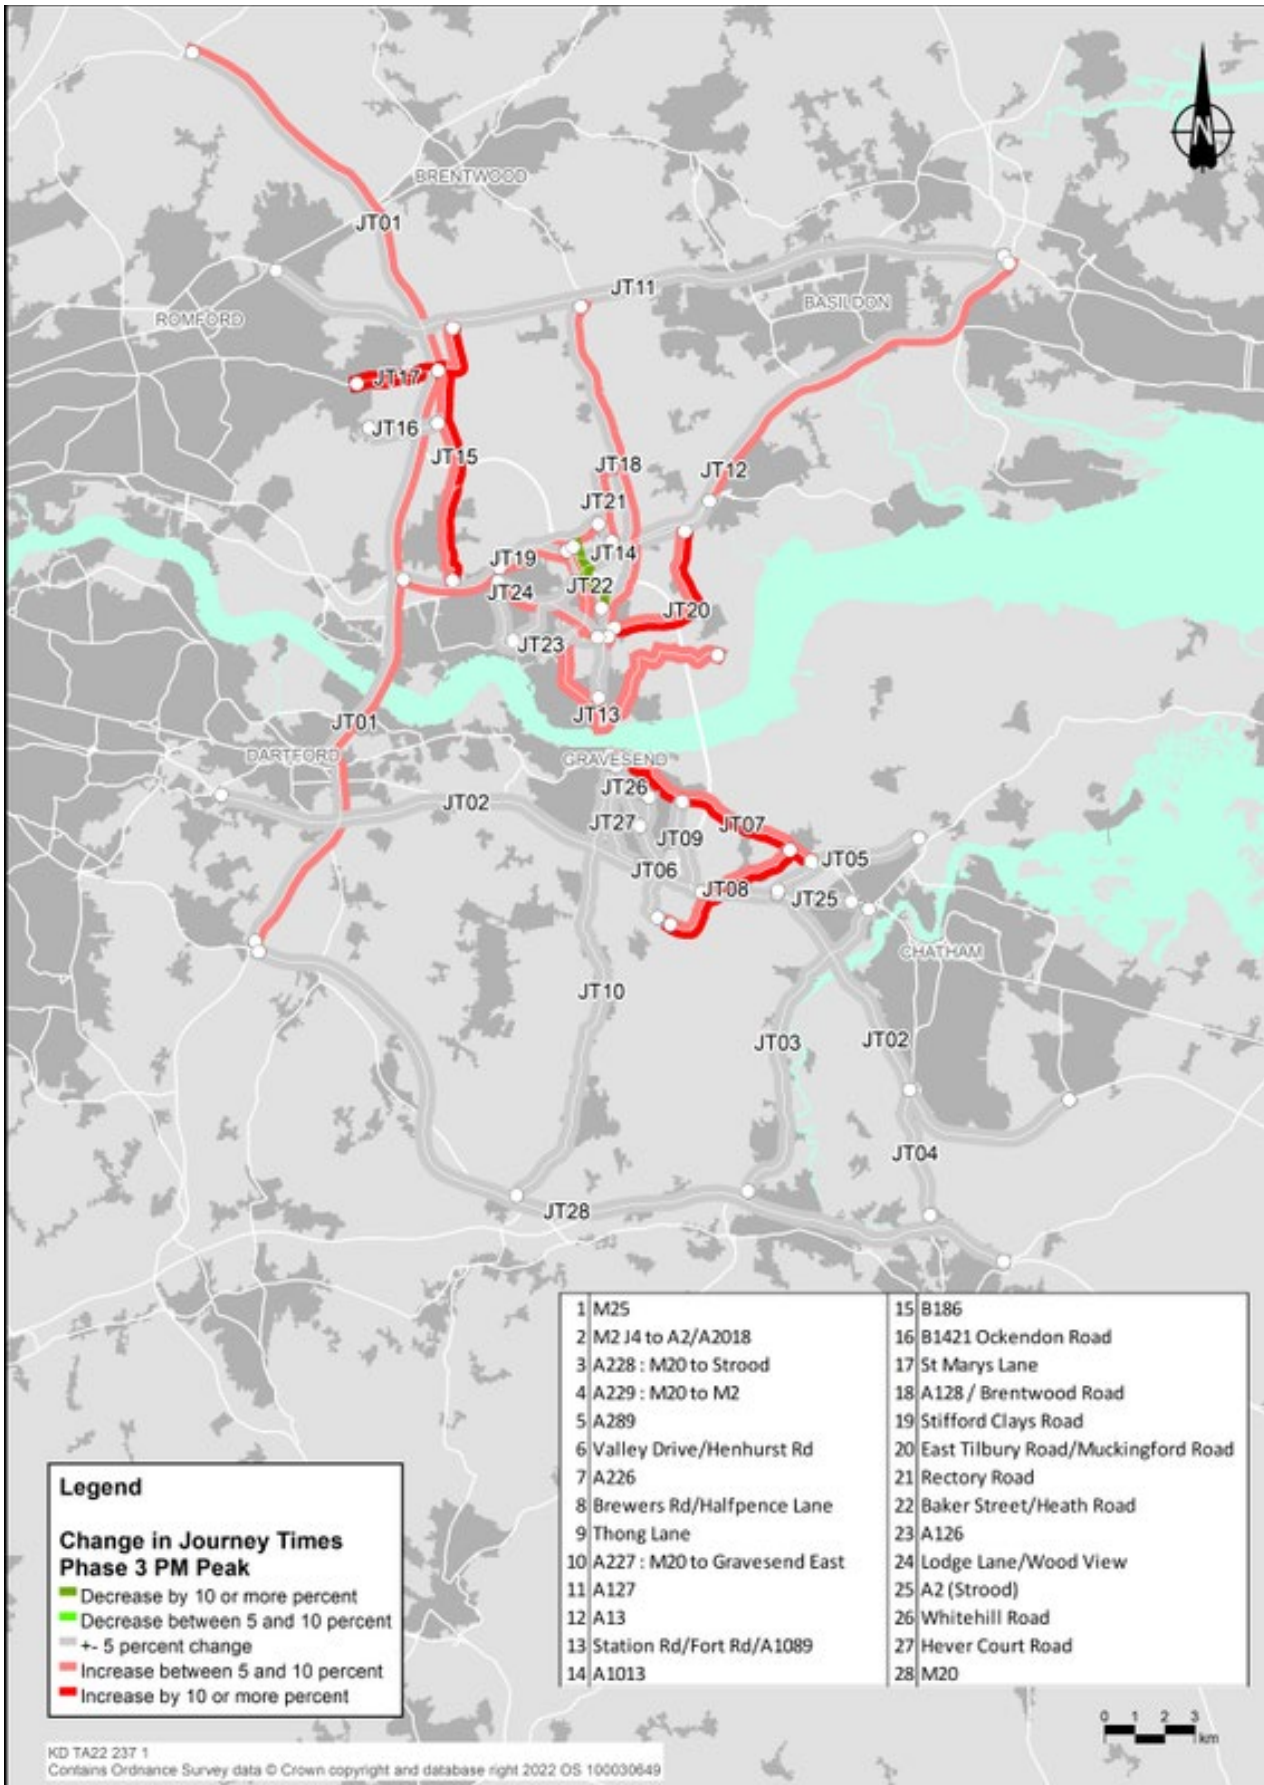 N
BRENTWOOD
JT01
JT11
BASILDON
ROMFORD
JT17
JT16
JT15
JT18
JT12
JT21
JT14
JT19
JT22
JT24
JT20
JT23
JT13
JT01
DARTFORD
GRAVESEND
JT26
JT02
JT27
JT09
JT07
JT06
JT05
JT08
JT25
CHATHAM
JT10
JT03
JT02
JT04
JT28
1 M25
2 M2 J4 to A2/A2018
3 A228 : M20 to Strood
4 A229 : M20 to M2
5 A289
6 Valley Drive/Henhurst Rd
7 A226
8 Brewers Rd/Halfpence Lane
9 Thong Lane
10 A227 : M20 to Gravesend East
11 A127
12 A13
13 Station Rd/Fort Rd/A1089
14 A1013
15 B186
16 B1421 Ockendon Road
17 St Marys Lane
18 A128 / Brentwood Road
19 Stifford Clays Road
20 East Tilbury Road/Muckingford Road
21 Rectory Road
22 Baker Street/Heath Road
23 A126
24 Lodge Lane/Wood View
25 A2 (Strood)
26 Whitehill Road
27 Hever Court Road
28 M20
Legend
Change in Journey Times
Phase 3 PM Peak
Decrease by 10 or more percent
Decrease between 5 and 10 percent
+- 5 percent change
Increase between 5 and 10 percent
Increase by 10 or more percent
0 1 2 3
km
KD TA22 237 1
Contains Ordnance Survey data © Crown copyright and database right 2022 OS 100030649